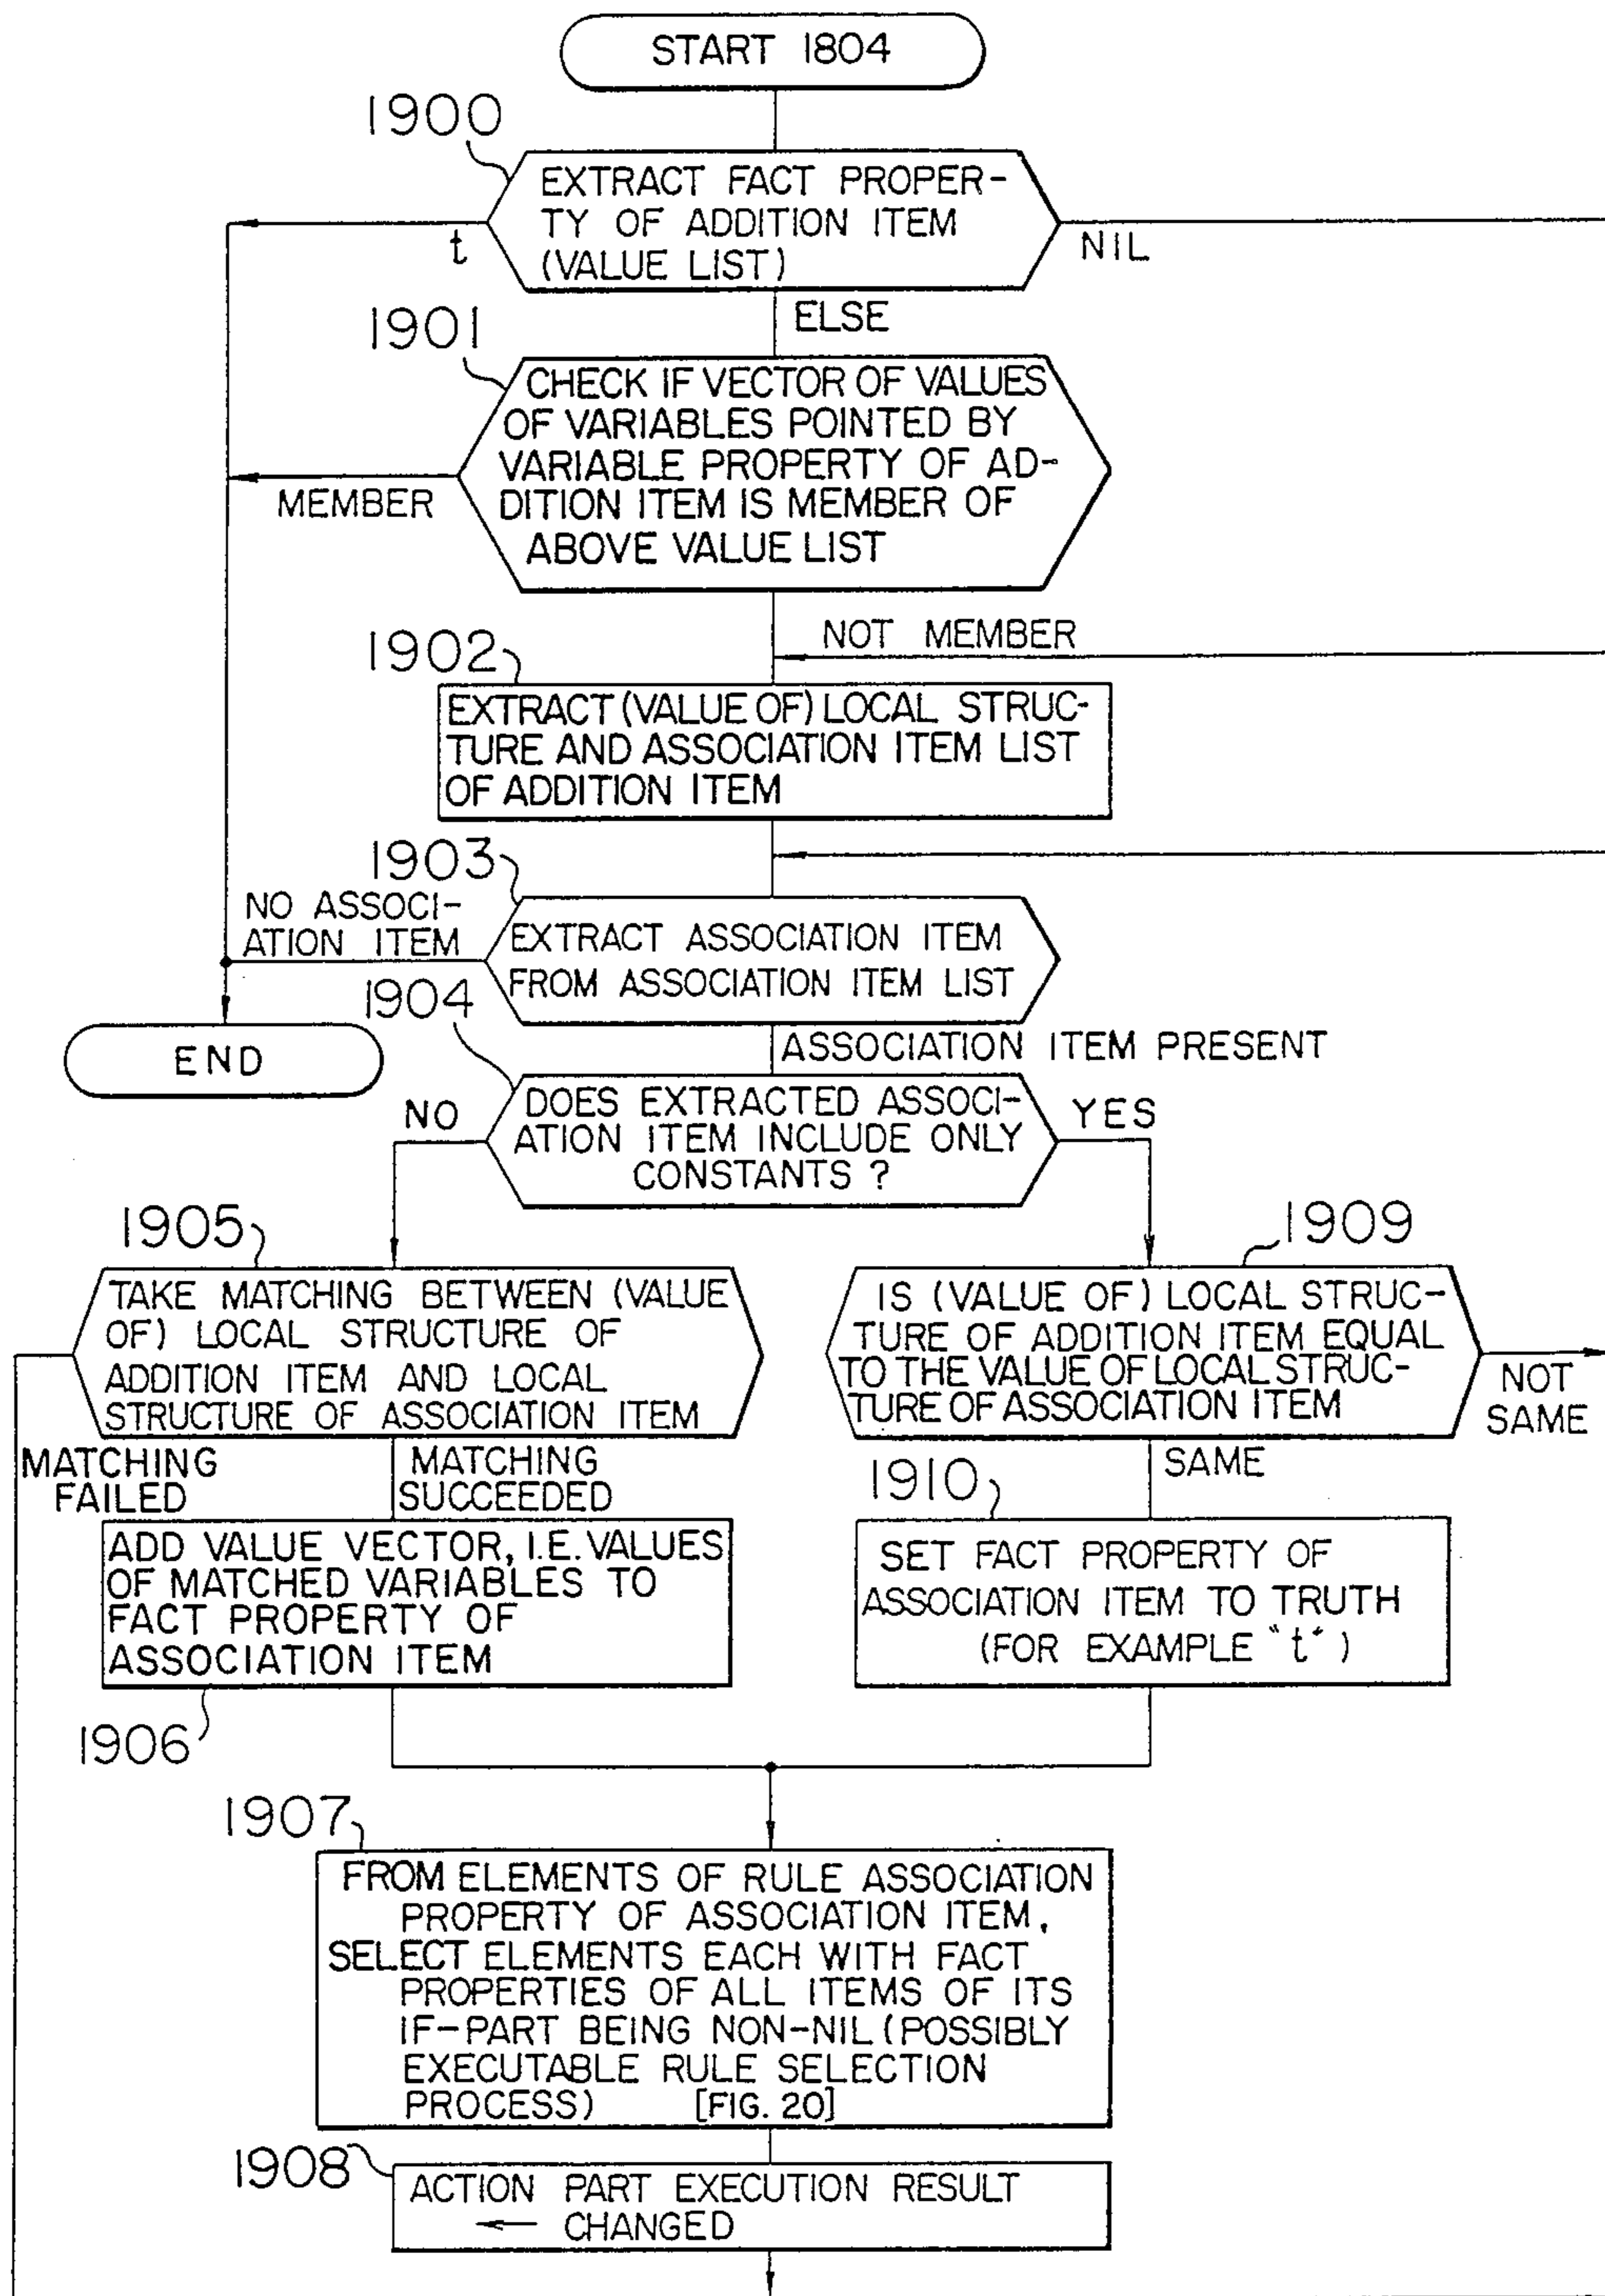 START 1804
1900
EXTRACT FACT PROPER-
TY OF ADDITION ITEM
(VALUE LIST)
t
NIL
ELSE
1901
CHECK IF VECTOR OF VALUES
OF VARIABLES POINTED BY
VARIABLE PROPERTY OF AD-
DITION ITEM IS MEMBER OF
ABOVE VALUE LIST
MEMBER
NOT MEMBER
1902
EXTRACT (VALUE OF) LOCAL STRUC-
TURE AND ASSOCIATION ITEM LIST
OF ADDITION ITEM
1903
NO ASSOCI-
ATION ITEM
EXTRACT ASSOCIATION ITEM
FROM ASSOCIATION ITEM LIST
1904
END
ASSOCIATION ITEM PRESENT
NO
DOES EXTRACTED ASSOCI-
ATION ITEM INCLUDE ONLY
CONSTANTS ?
YES
1905
TAKE MATCHING BETWEEN (VALUE
OF) LOCAL STRUCTURE OF
ADDITION ITEM AND LOCAL
STRUCTURE OF ASSOCIATION ITEM
1909
IS (VALUE OF) LOCAL STRUC-
TURE OF ADDITION ITEM EQUAL
TO THE VALUE OF LOCAL STRUC-
TURE OF ASSOCIATION ITEM
NOT
SAME
MATCHING
FAILED
MATCHING
SUCCEEDED
SAME
1910
ADD VALUE VECTOR, I.E. VALUES
OF MATCHED VARIABLES TO
FACT PROPERTY OF
ASSOCIATION ITEM
1906
SET FACT PROPERTY OF
ASSOCIATION ITEM TO TRUTH
(FOR EXAMPLE "t")
1907
FROM ELEMENTS OF RULE ASSOCIATION
PROPERTY OF ASSOCIATION ITEM,
SELECT ELEMENTS EACH WITH FACT
PROPERTIES OF ALL ITEMS OF ITS
IF-PART BEING NON-NIL (POSSIBLY
EXECUTABLE RULE SELECTION
PROCESS) [FIG. 20]
1908
ACTION PART EXECUTION RESULT
← CHANGED